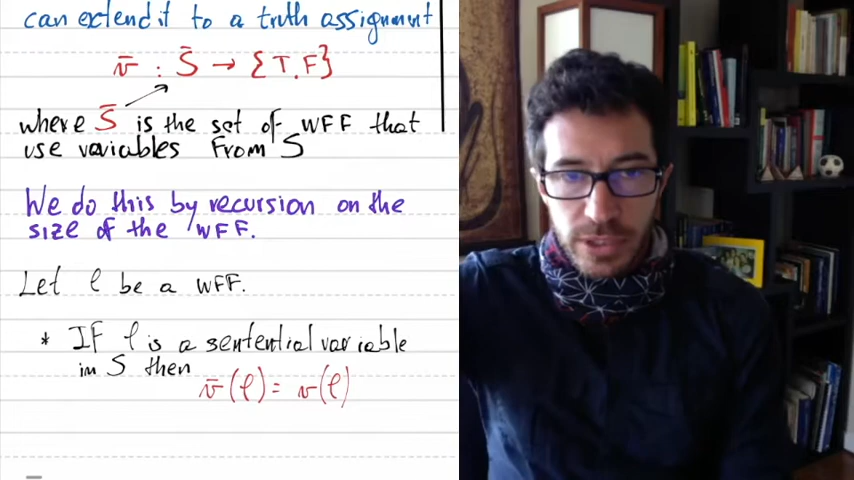 can extend it to a truth assignment
v̄ : S̄ → {T,F}
where S̄ is the set of WFF that
use variables from S
We do this by recursion on the
size of the WFF.
Let φ be a WFF.
* If φ is a sentential variable
in S then
v̄(φ) = v(φ)